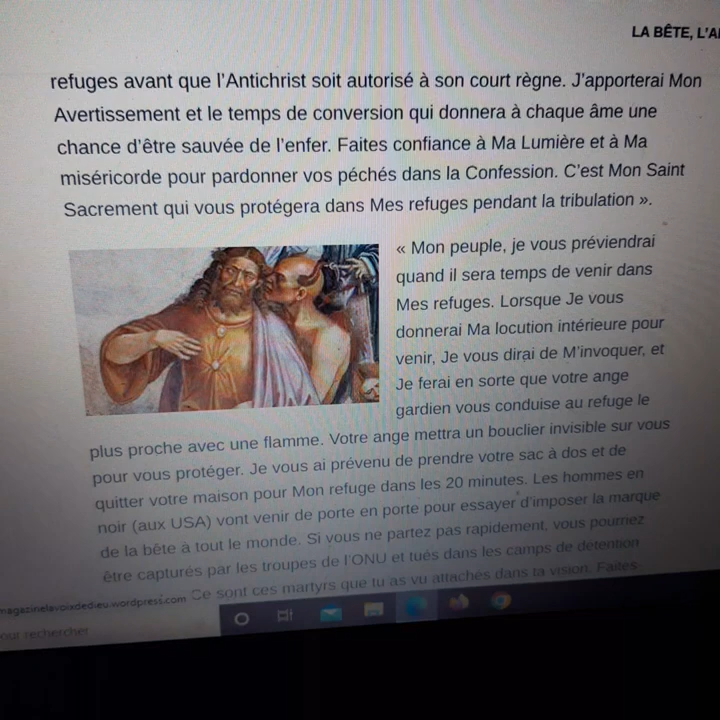 LA BÊTE, L'A
refuges avant que l'Antichrist soit autorisé à son court règne. J'apporterai Mon
Avertissement et le temps de conversion qui donnera à chaque âme une
chance d'être sauvée de l'enfer. Faites confiance à Ma Lumière et à Ma
miséricorde pour pardonner vos péchés dans la Confession. C'est Mon Saint
Sacrement qui vous protégera dans Mes refuges pendant la tribulation ».
« Mon peuple, je vous préviendrai
quand il sera temps de venir dans
Mes refuges. Lorsque Je vous
donnerai Ma locution intérieure pour
venir, Je vous dirai de M'invoquer, et
Je ferai en sorte que votre ange
gardien vous conduise au refuge le
plus proche avec une flamme. Votre ange mettra un bouclier invisible sur vous
pour vous protéger. Je vous ai prévenu de prendre votre sac à dos et de
quitter votre maison pour Mon refuge dans les 20 minutes. Les hommes en
noir (aux USA) vont venir de porte en porte pour essayer d'imposer la marque
de la bête à tout le monde. Si vous ne partez pas rapidement, vous pourriez
être capturés par les troupes de l'ONU et tués dans les camps de détention
Ce sont ces martyrs que tu as vu attachés dans ta vision. Faites
magazinelavoixdedieu.wordpress.com
our rechercher